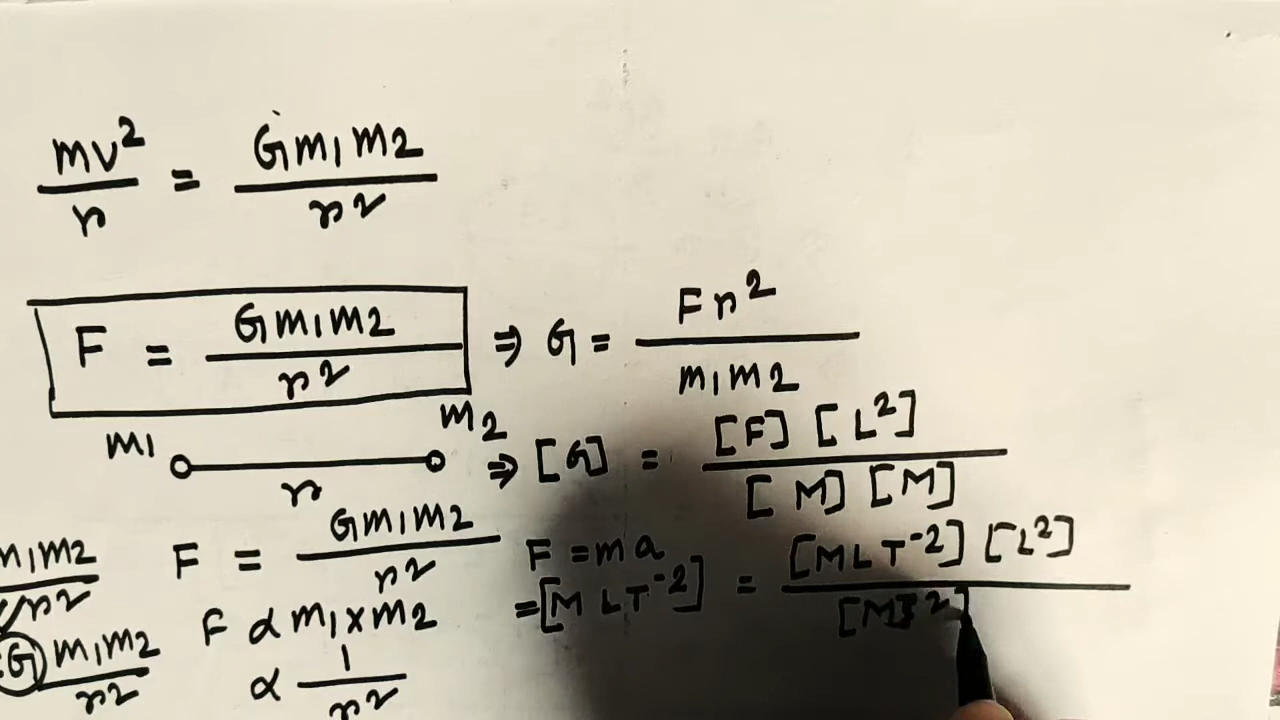 mv² / r = Gm₁m₂ / r²
F = Gm₁m₂ / r² ⇒ G = Fr² / m₁m₂
m₁ m₂
r
⇒ [G] = [F] [L²] / [M] [M]
m₁m₂ / r²
F = Gm₁m₂ / r²
F = ma
= [MLT⁻²] = [MLT⁻²] [L²] / [M²]
F ∝ m₁ × m₂
G m₁m₂ / r²
∝ 1 / r²